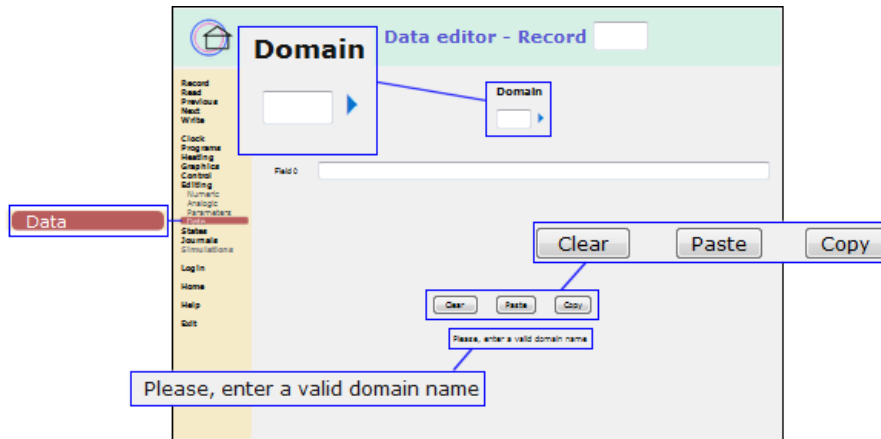 Data editor - Record
Domain
Domain
Record
Read
Previous
Next
Write
Clock
Programs
Heating
Graphics
Control
Editing
Numeric
Analogic
Parameters
Data
States
Journals
Simulations
Log in
Home
Help
Exit
Data
Field 0
Clear Paste Copy
Clear Paste Copy
Please, enter a valid domain name
Please, enter a valid domain name